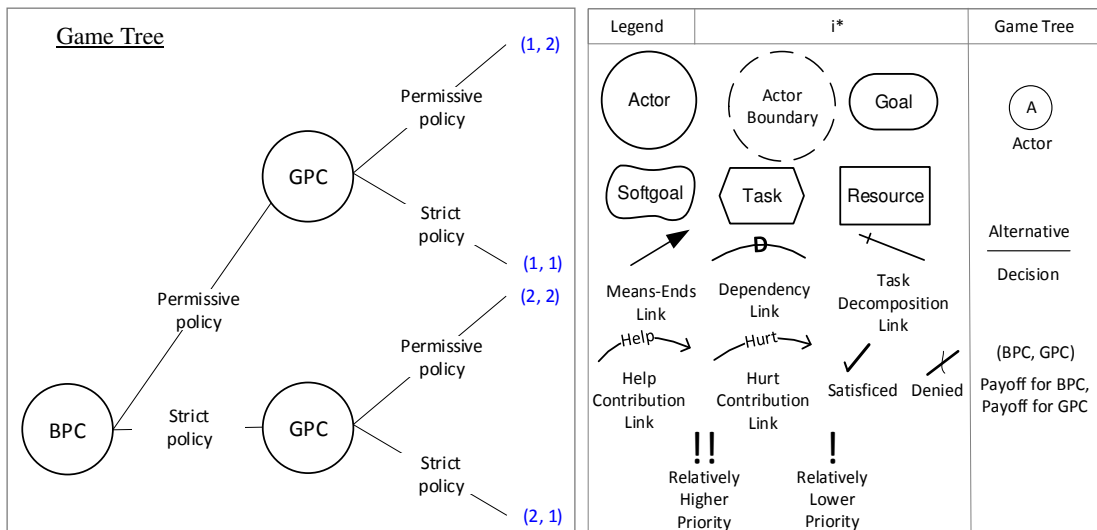 Game Tree
(1, 2)
Permissive
policy
GPC
Strict
policy
(1, 1)
Permissive
policy
(2, 2)
Permissive
policy
BPC
Strict
policy
GPC
Strict
policy
(2, 1)
Legend
i*
Game Tree
Actor
Actor
Boundary
Goal
A
Actor
Softgoal
Task
Resource
D
Alternative
Decision
Means-Ends
Link
Dependency
Link
Task
Decomposition
Link
Help
Hurt
Help
Contribution
Link
Hurt
Contribution
Link
Satisficed
Denied
(BPC, GPC)
Payoff for BPC,
Payoff for GPC
!!
Relatively
Higher
Priority
!
Relatively
Lower
Priority